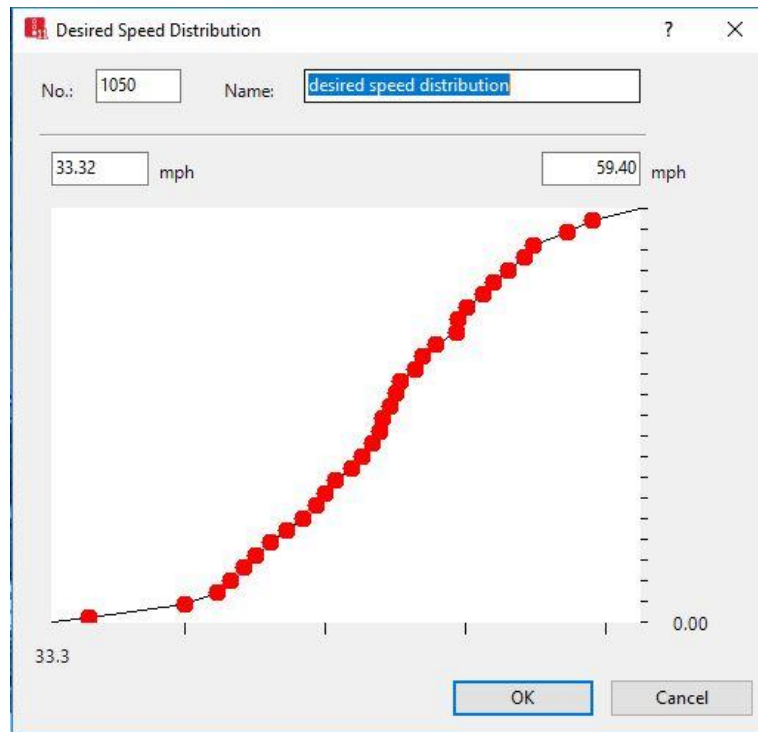 Desired Speed Distribution ?
No.: 1050 Name: desired speed distribution
33.32 mph 59.40 mph
0.00
33.3
OK Cancel